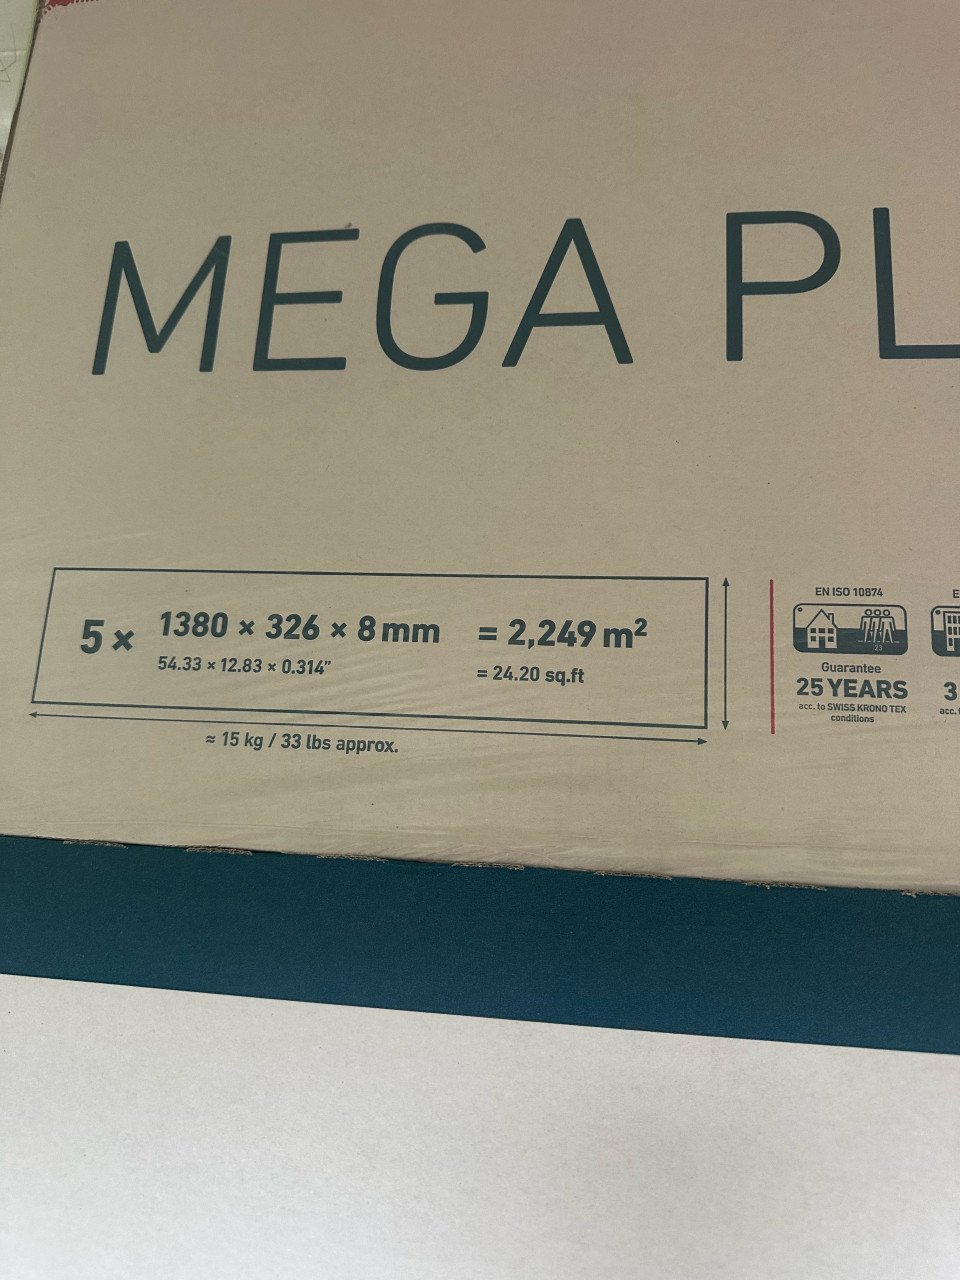 MEGA PL
5 × 1380 × 326 × 8 mm = 2,249 m²
54.33 × 12.83 × 0.314” = 24.20 sq.ft
≈ 15 kg / 33 lbs approx.
EN ISO 10874
23
Guarantee
25 YEARS
acc. to SWISS KRONO TEX
conditions
E
3
acc.